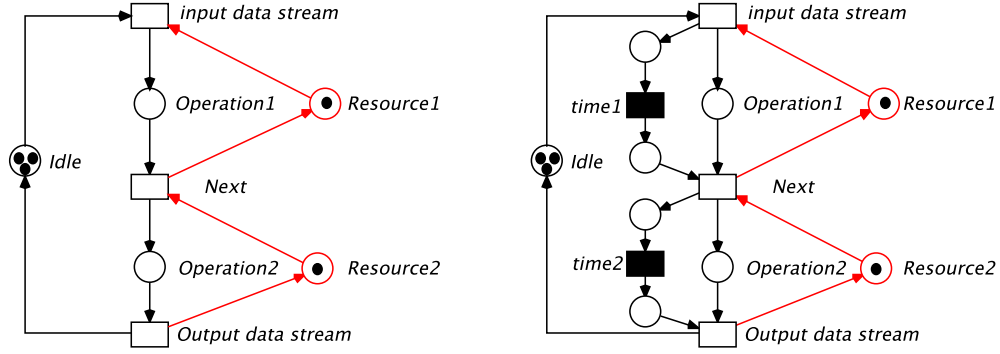 input data stream
Operation1
Resource1
Idle
Next
Operation2
Resource2
Output data stream
input data stream
time1
Operation1
Resource1
Idle
Next
time2
Operation2
Resource2
Output data stream